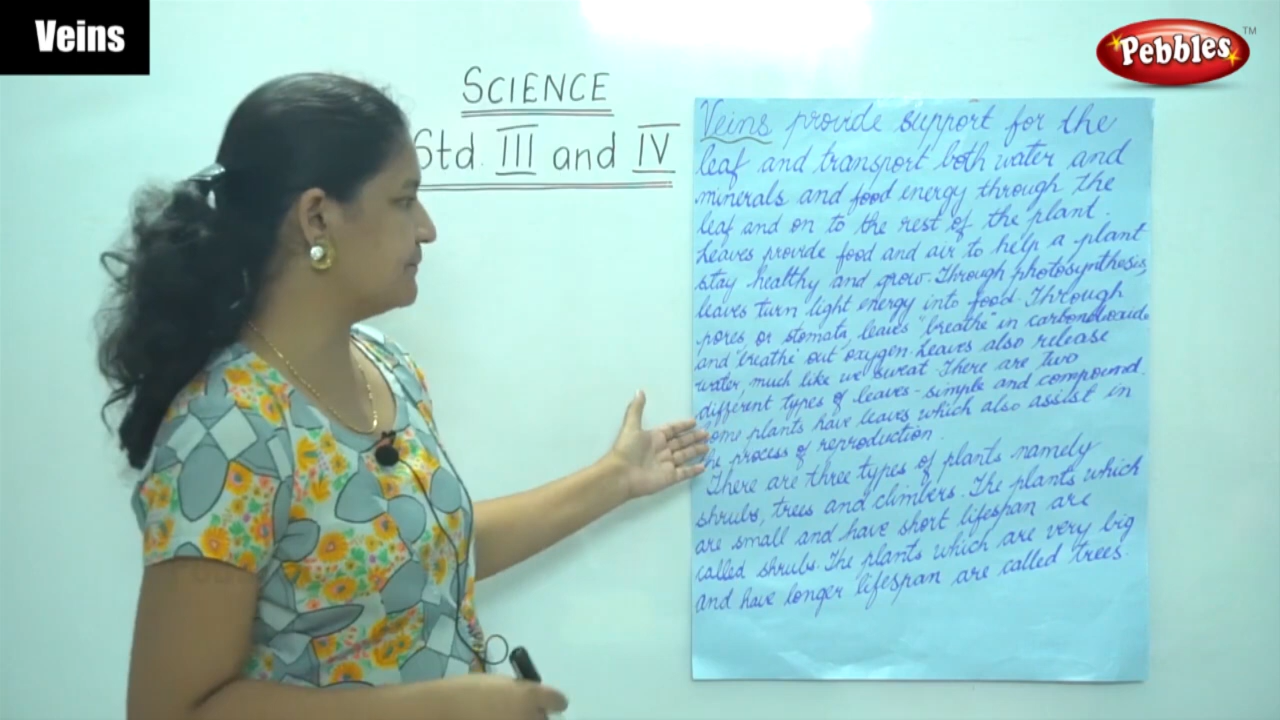 Veins
Pebbles TM
SCIENCE
Std. III and IV
Veins provide support for the
leaf and transport both water and
minerals and food energy through the
leaf and on to the rest of the plant.
Leaves provide food and air to help a plant
stay healthy and grow. Through photosynthesis,
leaves turn light energy into food. Through
pores or stomata, leaves "breathe" in carbondioxide
and "breathe" out oxygen. Leaves also release
water, much like we sweat. There are two
different types of leaves - simple and compound.
Some plants have leaves which also assist in
the process of reproduction.
There are three types of plants namely
shrubs, trees and climbers. The plants which
are small and have short lifespan are
called shrubs. The plants which are very big
and have longer lifespan are called trees.